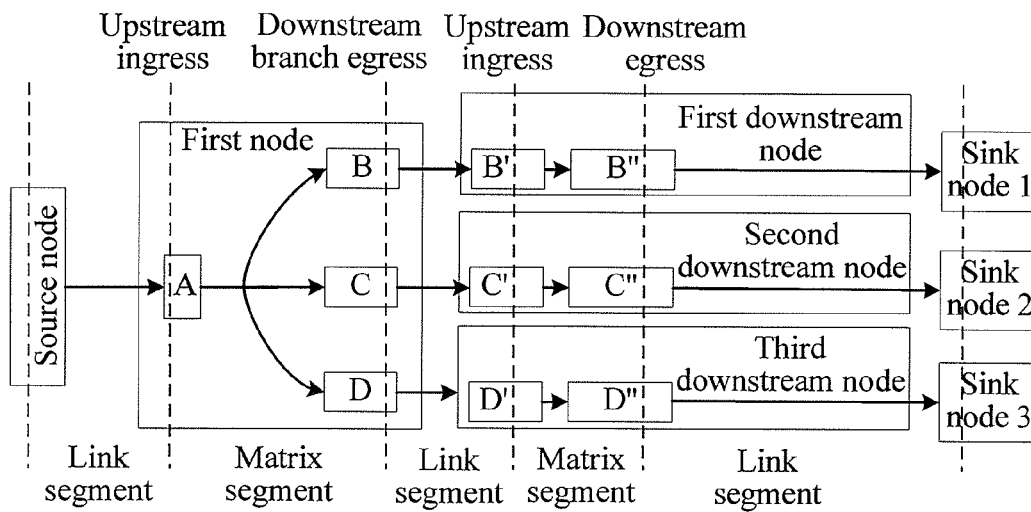 Upstream
ingress
Downstream
branch egress
Upstream
ingress
Downstream
egress
First node
First downstream
node
Second
downstream node
Third
downstream node
Source node
A
B
C
D
B'
B"
C'
C"
D'
D"
Sink
node 1
Sink
node 2
Sink
node 3
Link
segment
Matrix
segment
Link
segment
Matrix
segment
Link
segment